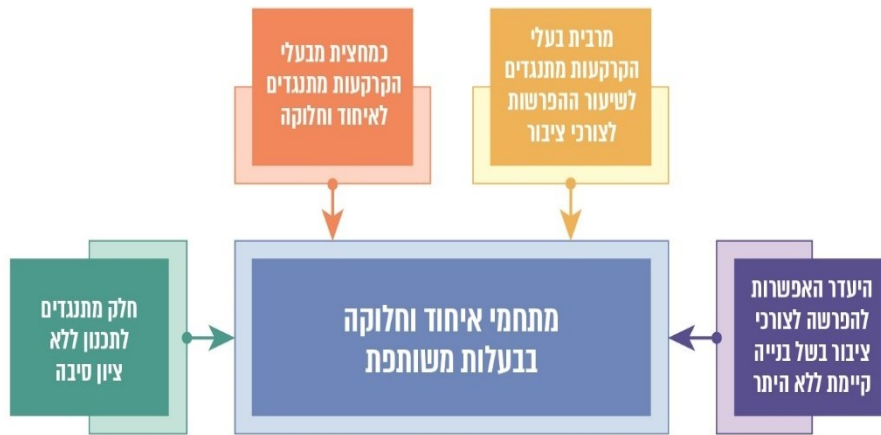 מרבית בעלי
הקרקעות מתנגדים
לשיעור ההפרשות
לצורכי ציבור
כמחצית מבעלי
הקרקעות מתנגדים
לאיחוד וחלוקה
היעדר האפשרות
להפרשה לצורכי
ציבור בשל בנייה
קיימת ללא היתר
מתחמי איחוד וחלוקה
בבעלות משותפת
חלק מתנגדים
לתכנון ללא
ציון סיבה